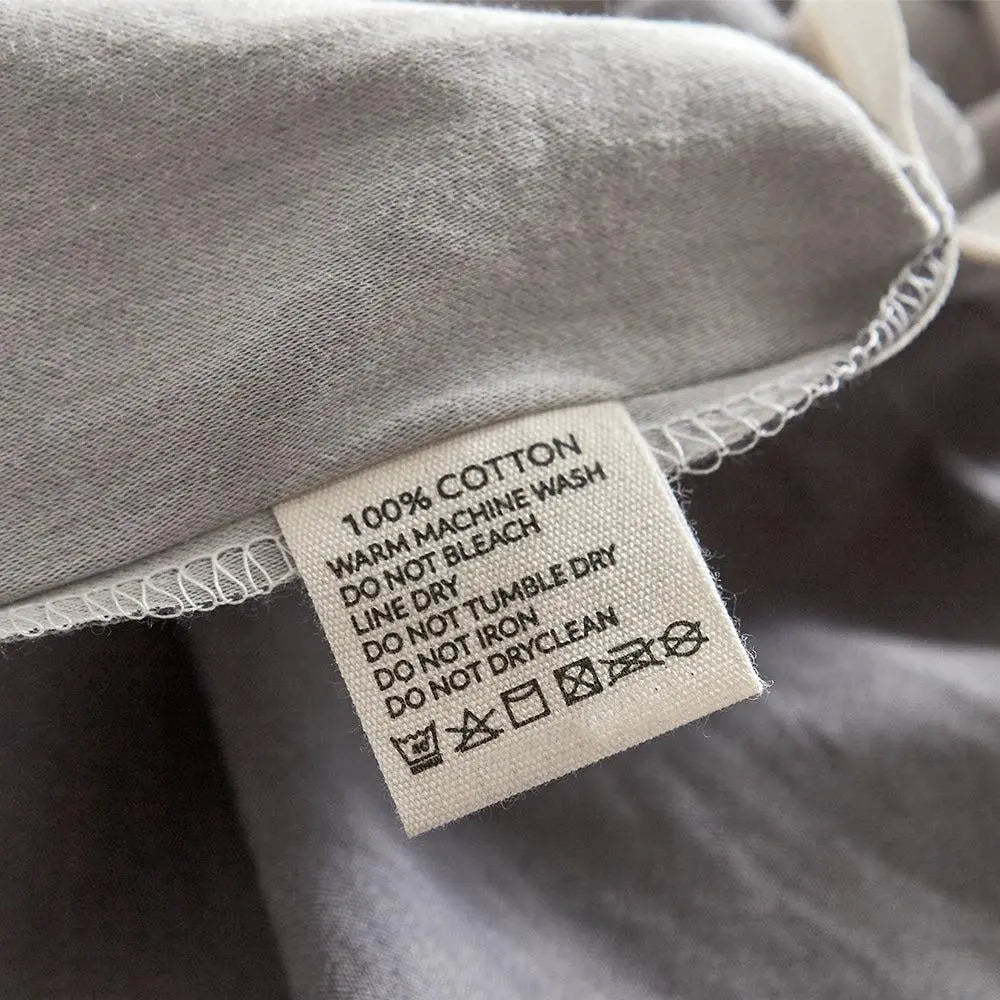 100% COTTON
WARM MACHINE WASH
DO NOT BLEACH
LINE DRY
DO NOT TUMBLE DRY
DO NOT IRON
DO NOT DRYCLEAN